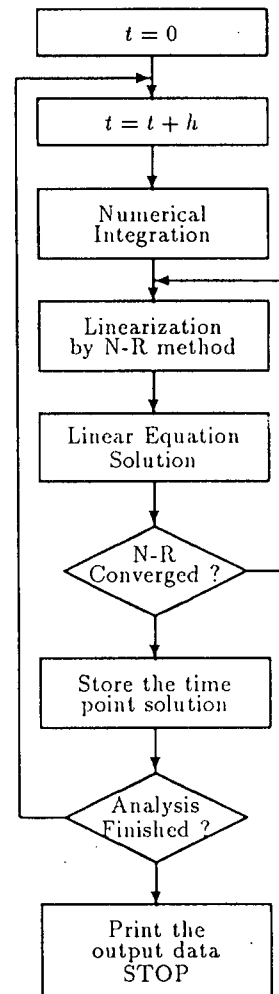 t = 0
t = t + h
Numerical
Integration
Linearization
by N-R method
Linear Equation
Solution
N-R
Converged ?
Store the time
point solution
Analysis
Finished ?
Print the
output data
STOP